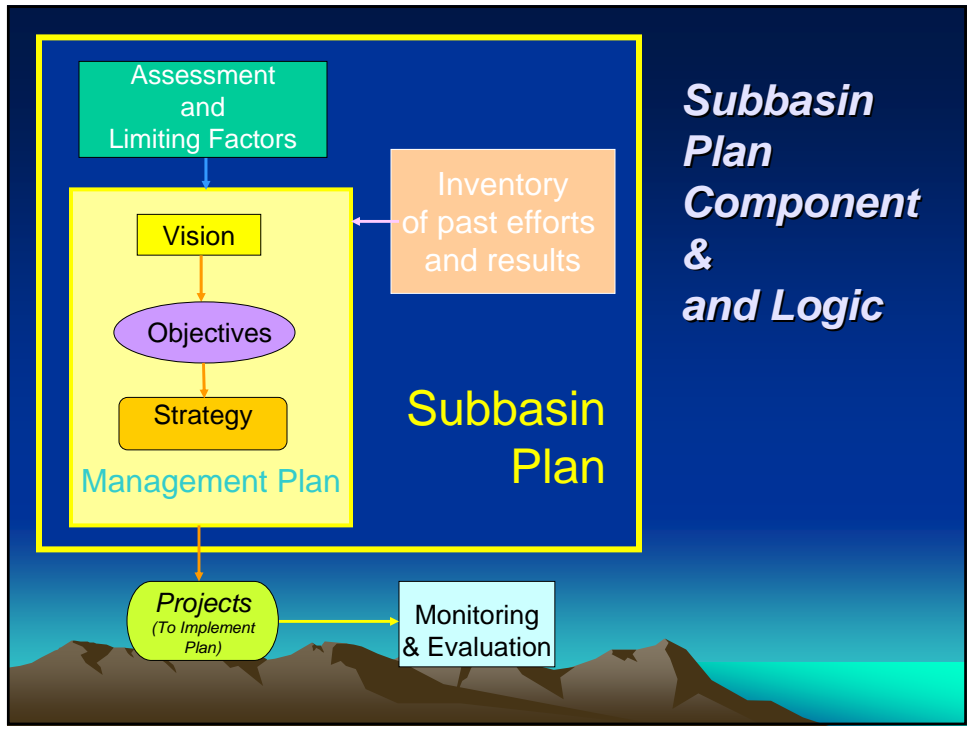 Subbasin
Plan
Component
&
and Logic
Assessment
and
Limiting Factors
Inventory
of past efforts
and results
Vision
Objectives
Strategy
Management Plan
Subbasin
Plan
Projects
(To Implement
Plan)
Monitoring
& Evaluation